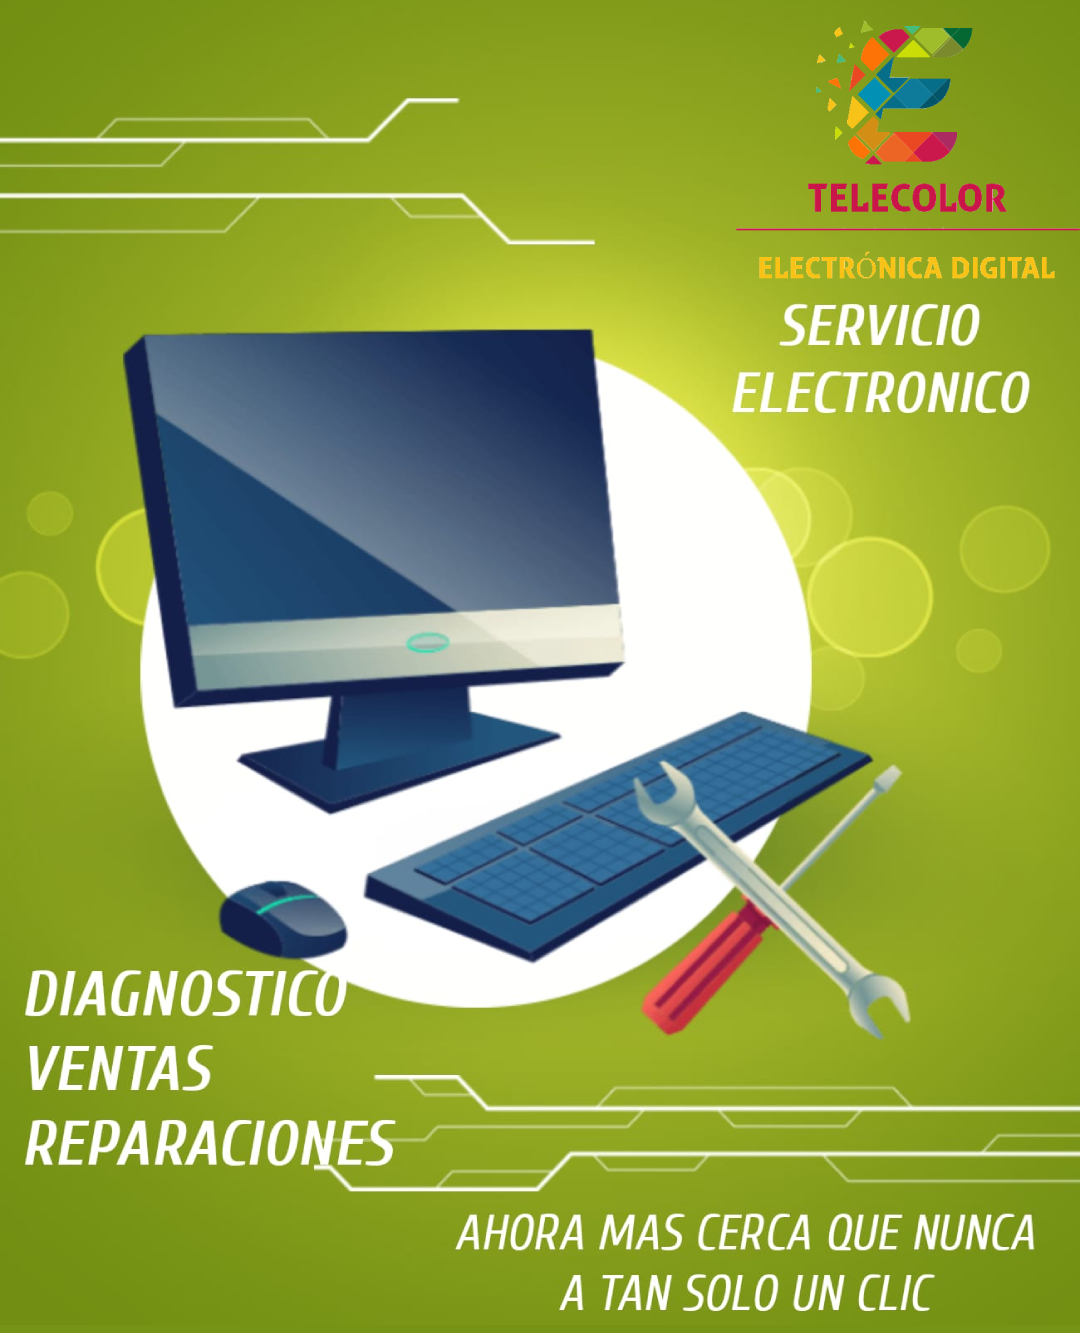 TELECOLOR
ELECTRÓNICA DIGITAL
SERVICIO
ELECTRONICO
DIAGNOSTICO
VENTAS
REPARACIONES
AHORA MAS CERCA QUE NUNCA
A TAN SOLO UN CLIC